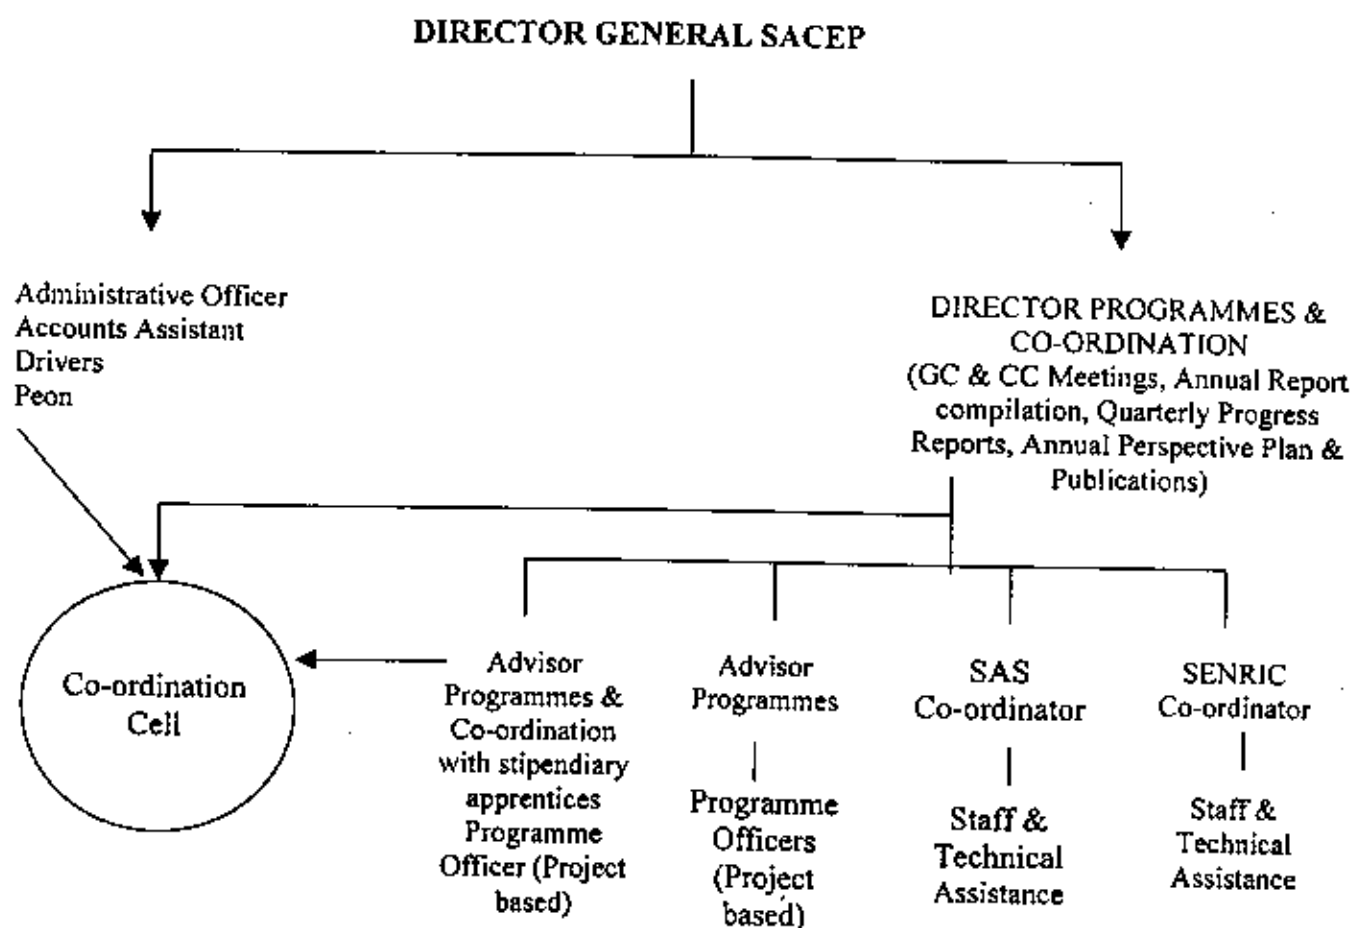 DIRECTOR GENERAL SACEP
Administrative Officer
Accounts Assistant
Drivers
Peon
DIRECTOR PROGRAMMES &
CO-ORDINATION
(GC & CC Meetings, Annual Report
compilation, Quarterly Progress
Reports, Annual Perspective Plan &
Publications)
Co-ordination
Cell
Advisor
Programmes &
Co-ordination
with stipendiary
apprentices
Programme
Officer (Project
based)
Advisor
Programmes
Programme
Officers
(Project
based)
SAS
Co-ordinator
Staff &
Technical
Assistance
SENRIC
Co-ordinator
Staff &
Technical
Assistance